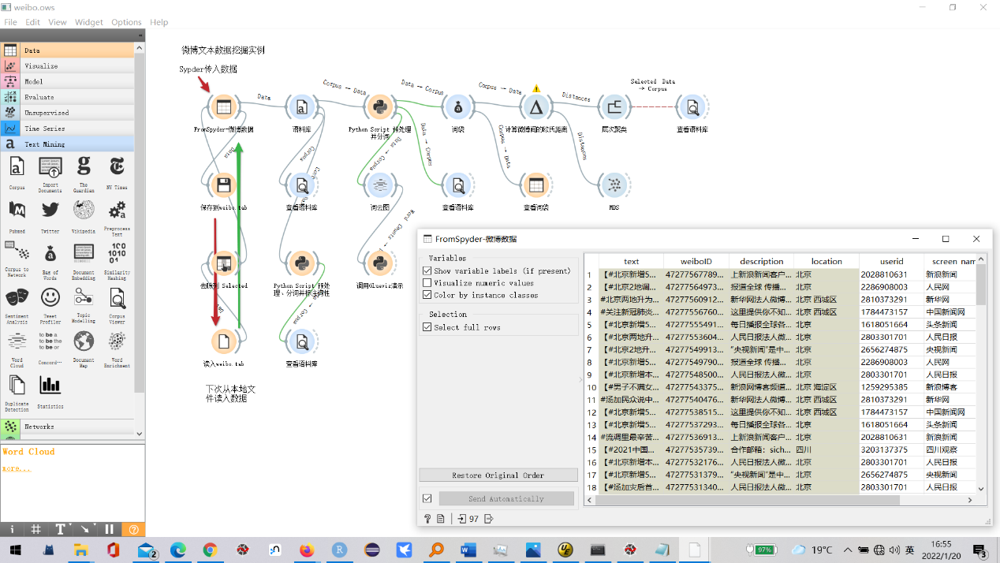 weibo.ows
File Edit View Widget Options Help
Data
Visualize
Model
Evaluate
Unsupervised
Time Series
Text Mining
Corpus
Import Documents
The Guardian
NY Times
Pubmed
Twitter
Wikipedia
Preprocess Text
Corpus to Network
Bag of Words
Document Embedding
Similarity Hashing
Sentiment Analysis
Tweet Profiler
Topic Modelling
Corpus Viewer
Word Cloud
Concord…
Document Map
Word Enrichment
Duplicate Detection
Statistics
Networks
Word Cloud
more...
微博文本数据挖掘实例
Sypder传入数据
FromSpyder-微博数据
Data
语料库
Corpus → Data
Python Script 预处理并分词
Data → Corpus
词袋
Corpus → Data
计算微博间的欧氏距离
Distances
层次聚类
Selected Data → Corpus
查看语料库
Data
保存到weibo.tab
Corpus
查看语料库
Data → Corpus
词云图
Data → Corpus
查看语料库
Corpus → Data
查看词袋
Distances
MDS
Word Counts
去除列 Selected
Python Script 预处理、分词并标注词性
调用Gluewiz演示
读入weibo.tab
Corpus
查看语料库
下次从本地文
件读入数据
FromSpyder-微博数据
Variables
Show variable labels (if present)
Visualize numeric values
Color by instance classes
Selection
Select full rows
Restore Original Order
Send Automatically
? 97
text weiboID description location userid screen_nam
1 【#北京新增5... 47277567789... 上新浪新闻客户... 北京 2028810631 新浪新闻
2 【#北京2地调... 47277564973... 报道全球 传播... 北京 2286908003 人民网
3 #北京两地升为... 47277560912... 新华网法人微博... 北京 西城区 2810373291 新华网
4 #关注新冠肺炎... 47277556760... 这里提供你不知... 北京 西城区 1784473157 中国新闻网
5 【#北京新增5... 47277555491... 每日播报全球各... 北京 1618051664 头条新闻
6 【#北京两地升... 47277553604... 人民日报法人微... 北京 2803301701 人民日报
7 【#北京2地升... 47277549913... “央视新闻”是中... 北京 2656274875 央视新闻
8 【#北京新增5... 47277549790... 报道全球 传播... 北京 2286908003 人民网
9 【#北京新增本... 47277548500... 人民日报法人微... 北京 2803301701 人民日报
10 【#男子不满女... 47277543375... 新浪网博客频道... 北京 海淀区 1259295385 新浪博客
11 #汤加民众说中... 47277540476... 新华网法人微博... 北京 西城区 2810373291 新华网
12 【#北京新增5... 47277538515... 这里提供你不知... 北京 西城区 1784473157 中国新闻网
13 【#北京新增5... 47277537293... 每日播报全球各... 北京 1618051664 头条新闻
14 #流调里最辛苦... 47277536913... 上新浪新闻客户... 北京 2028810631 新浪新闻
15 【#2021中国... 47277535739... 合作邮箱：sich... 四川 3203137375 四川观察
16 【#北京新增本... 47277532176... 人民日报法人微... 北京 2803301701 人民日报
17 【#北京新增5... 47277531379... “央视新闻”是中... 北京 2656274875 央视新闻
18 【#汤加灾后首... 47277531340... 人民日报法人微... 北京 2803301701 人民日报
97%
19°C
英
16:55
2022/1/20